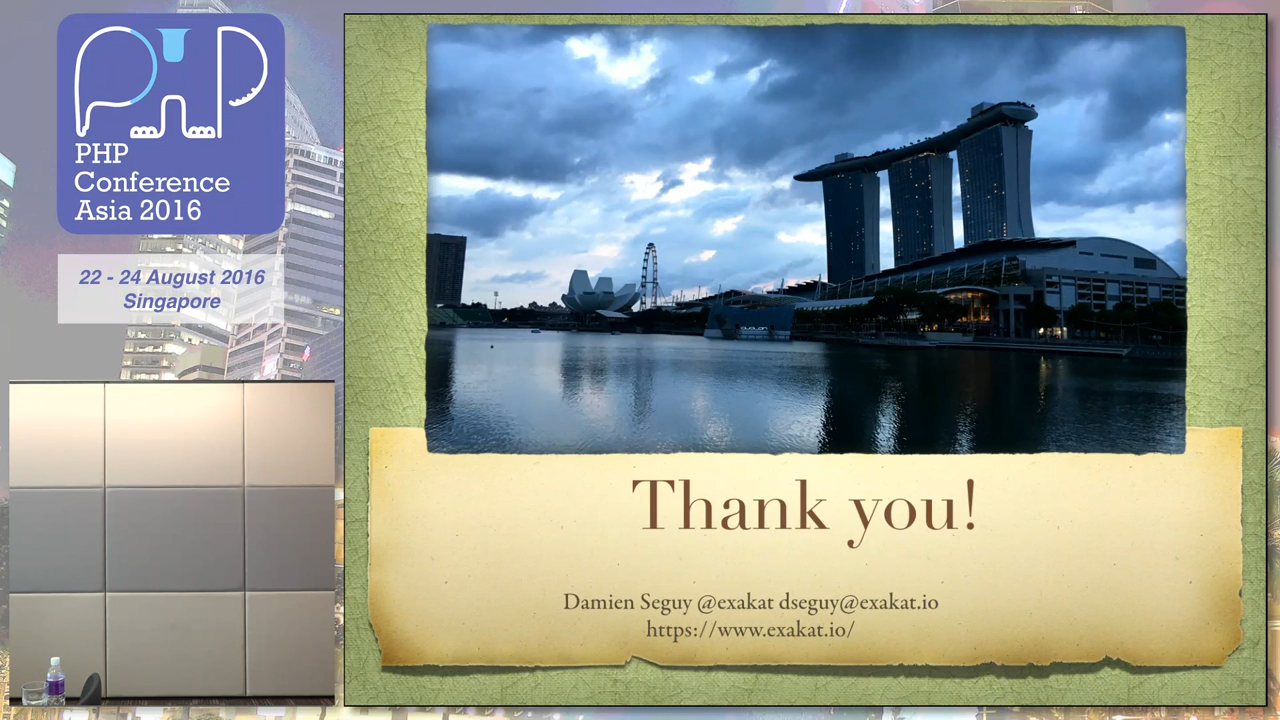 PHP
Conference
Asia 2016
22 - 24 August 2016
Singapore
Thank you!
Damien Seguy @exakat dseguy@exakat.io
https://www.exakat.io/